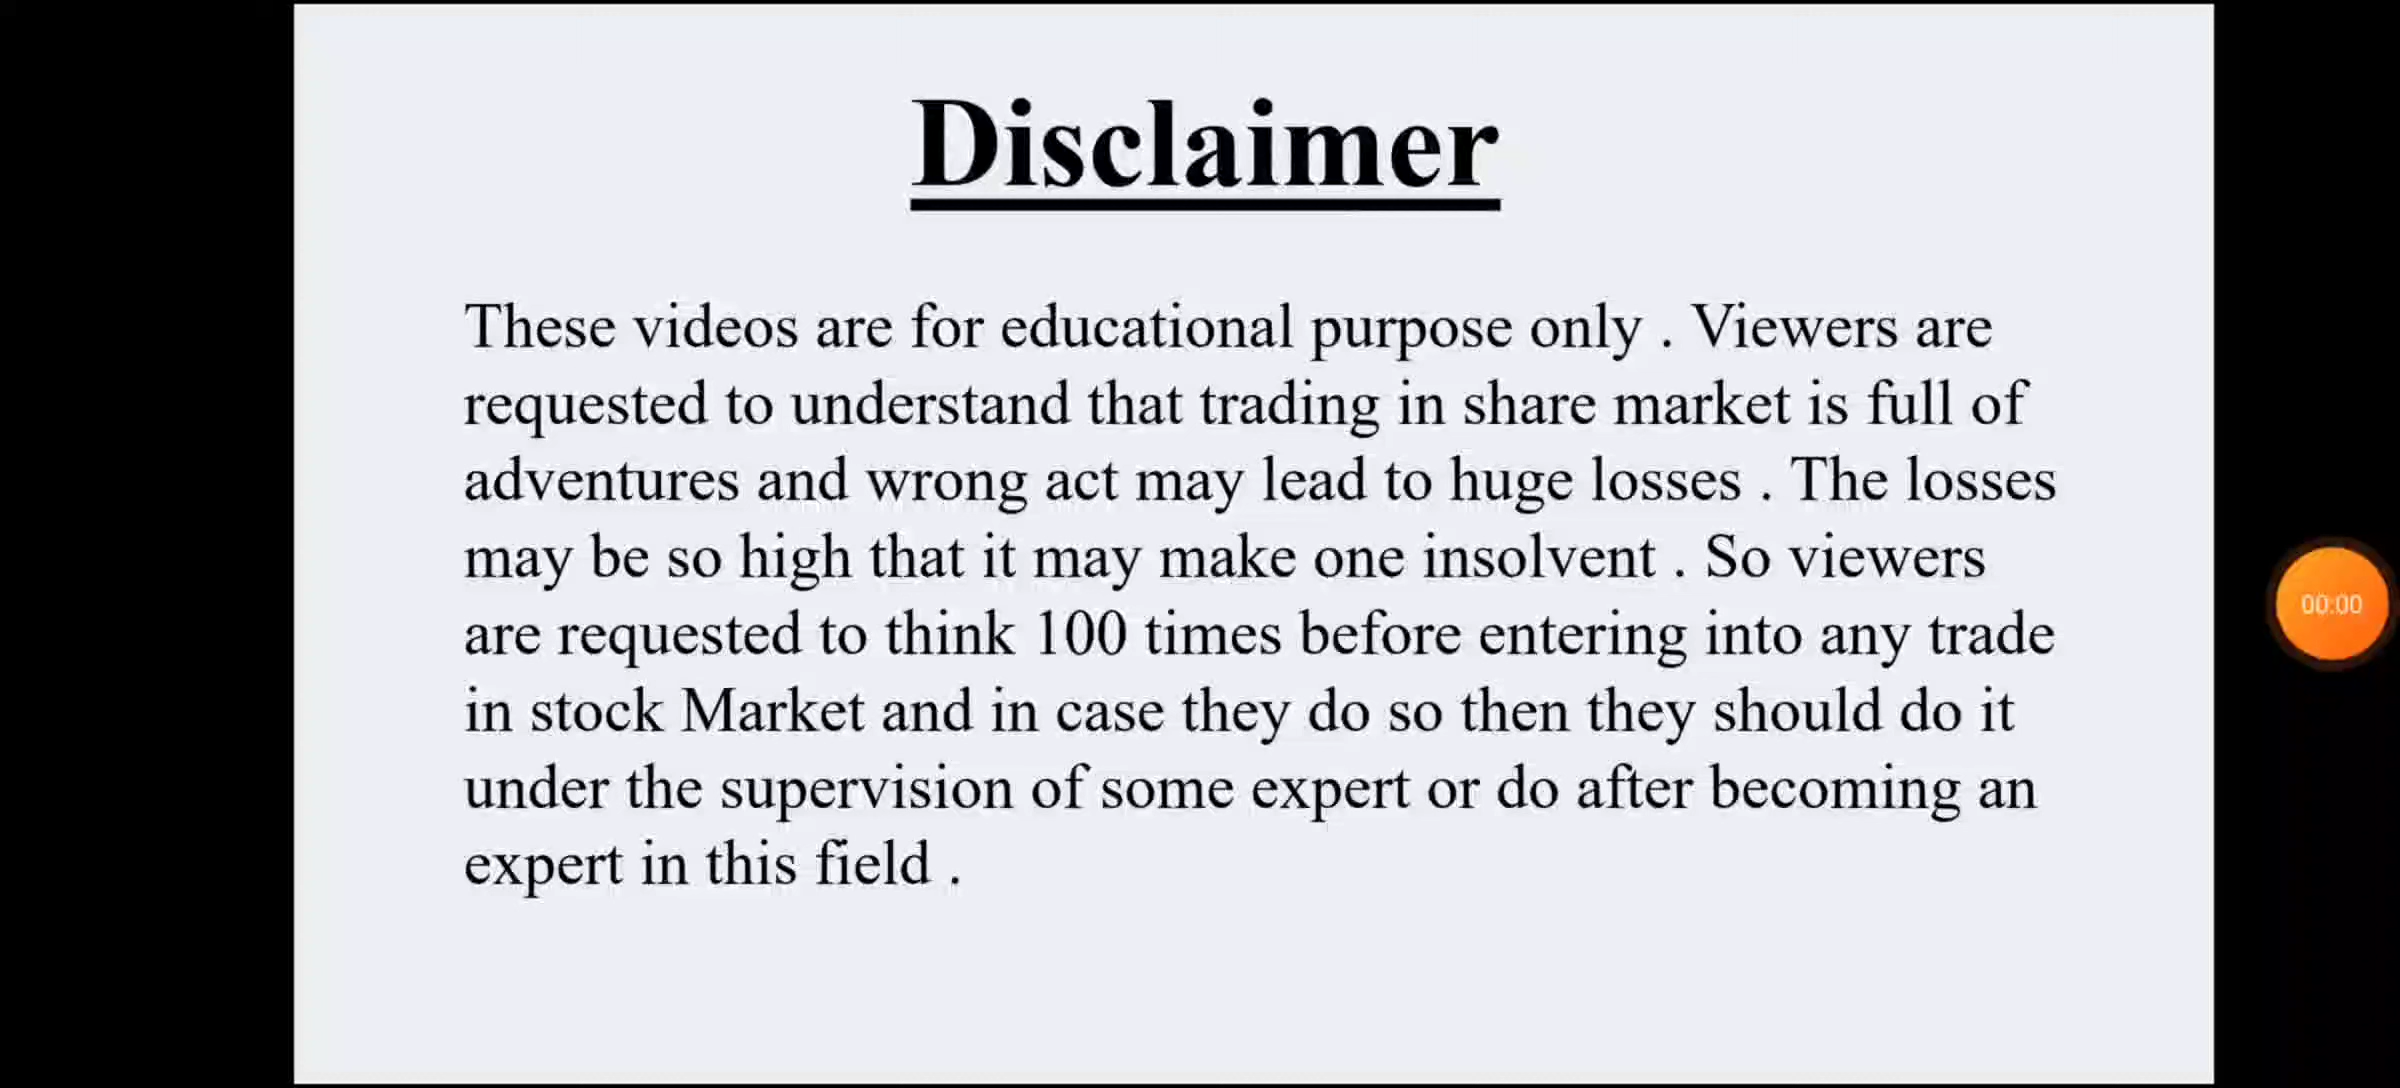 Disclaimer
These videos are for educational purpose only . Viewers are
requested to understand that trading in share market is full of
adventures and wrong act may lead to huge losses . The losses
may be so high that it may make one insolvent . So viewers
are requested to think 100 times before entering into any trade
in stock Market and in case they do so then they should do it
under the supervision of some expert or do after becoming an
expert in this field .
00:00